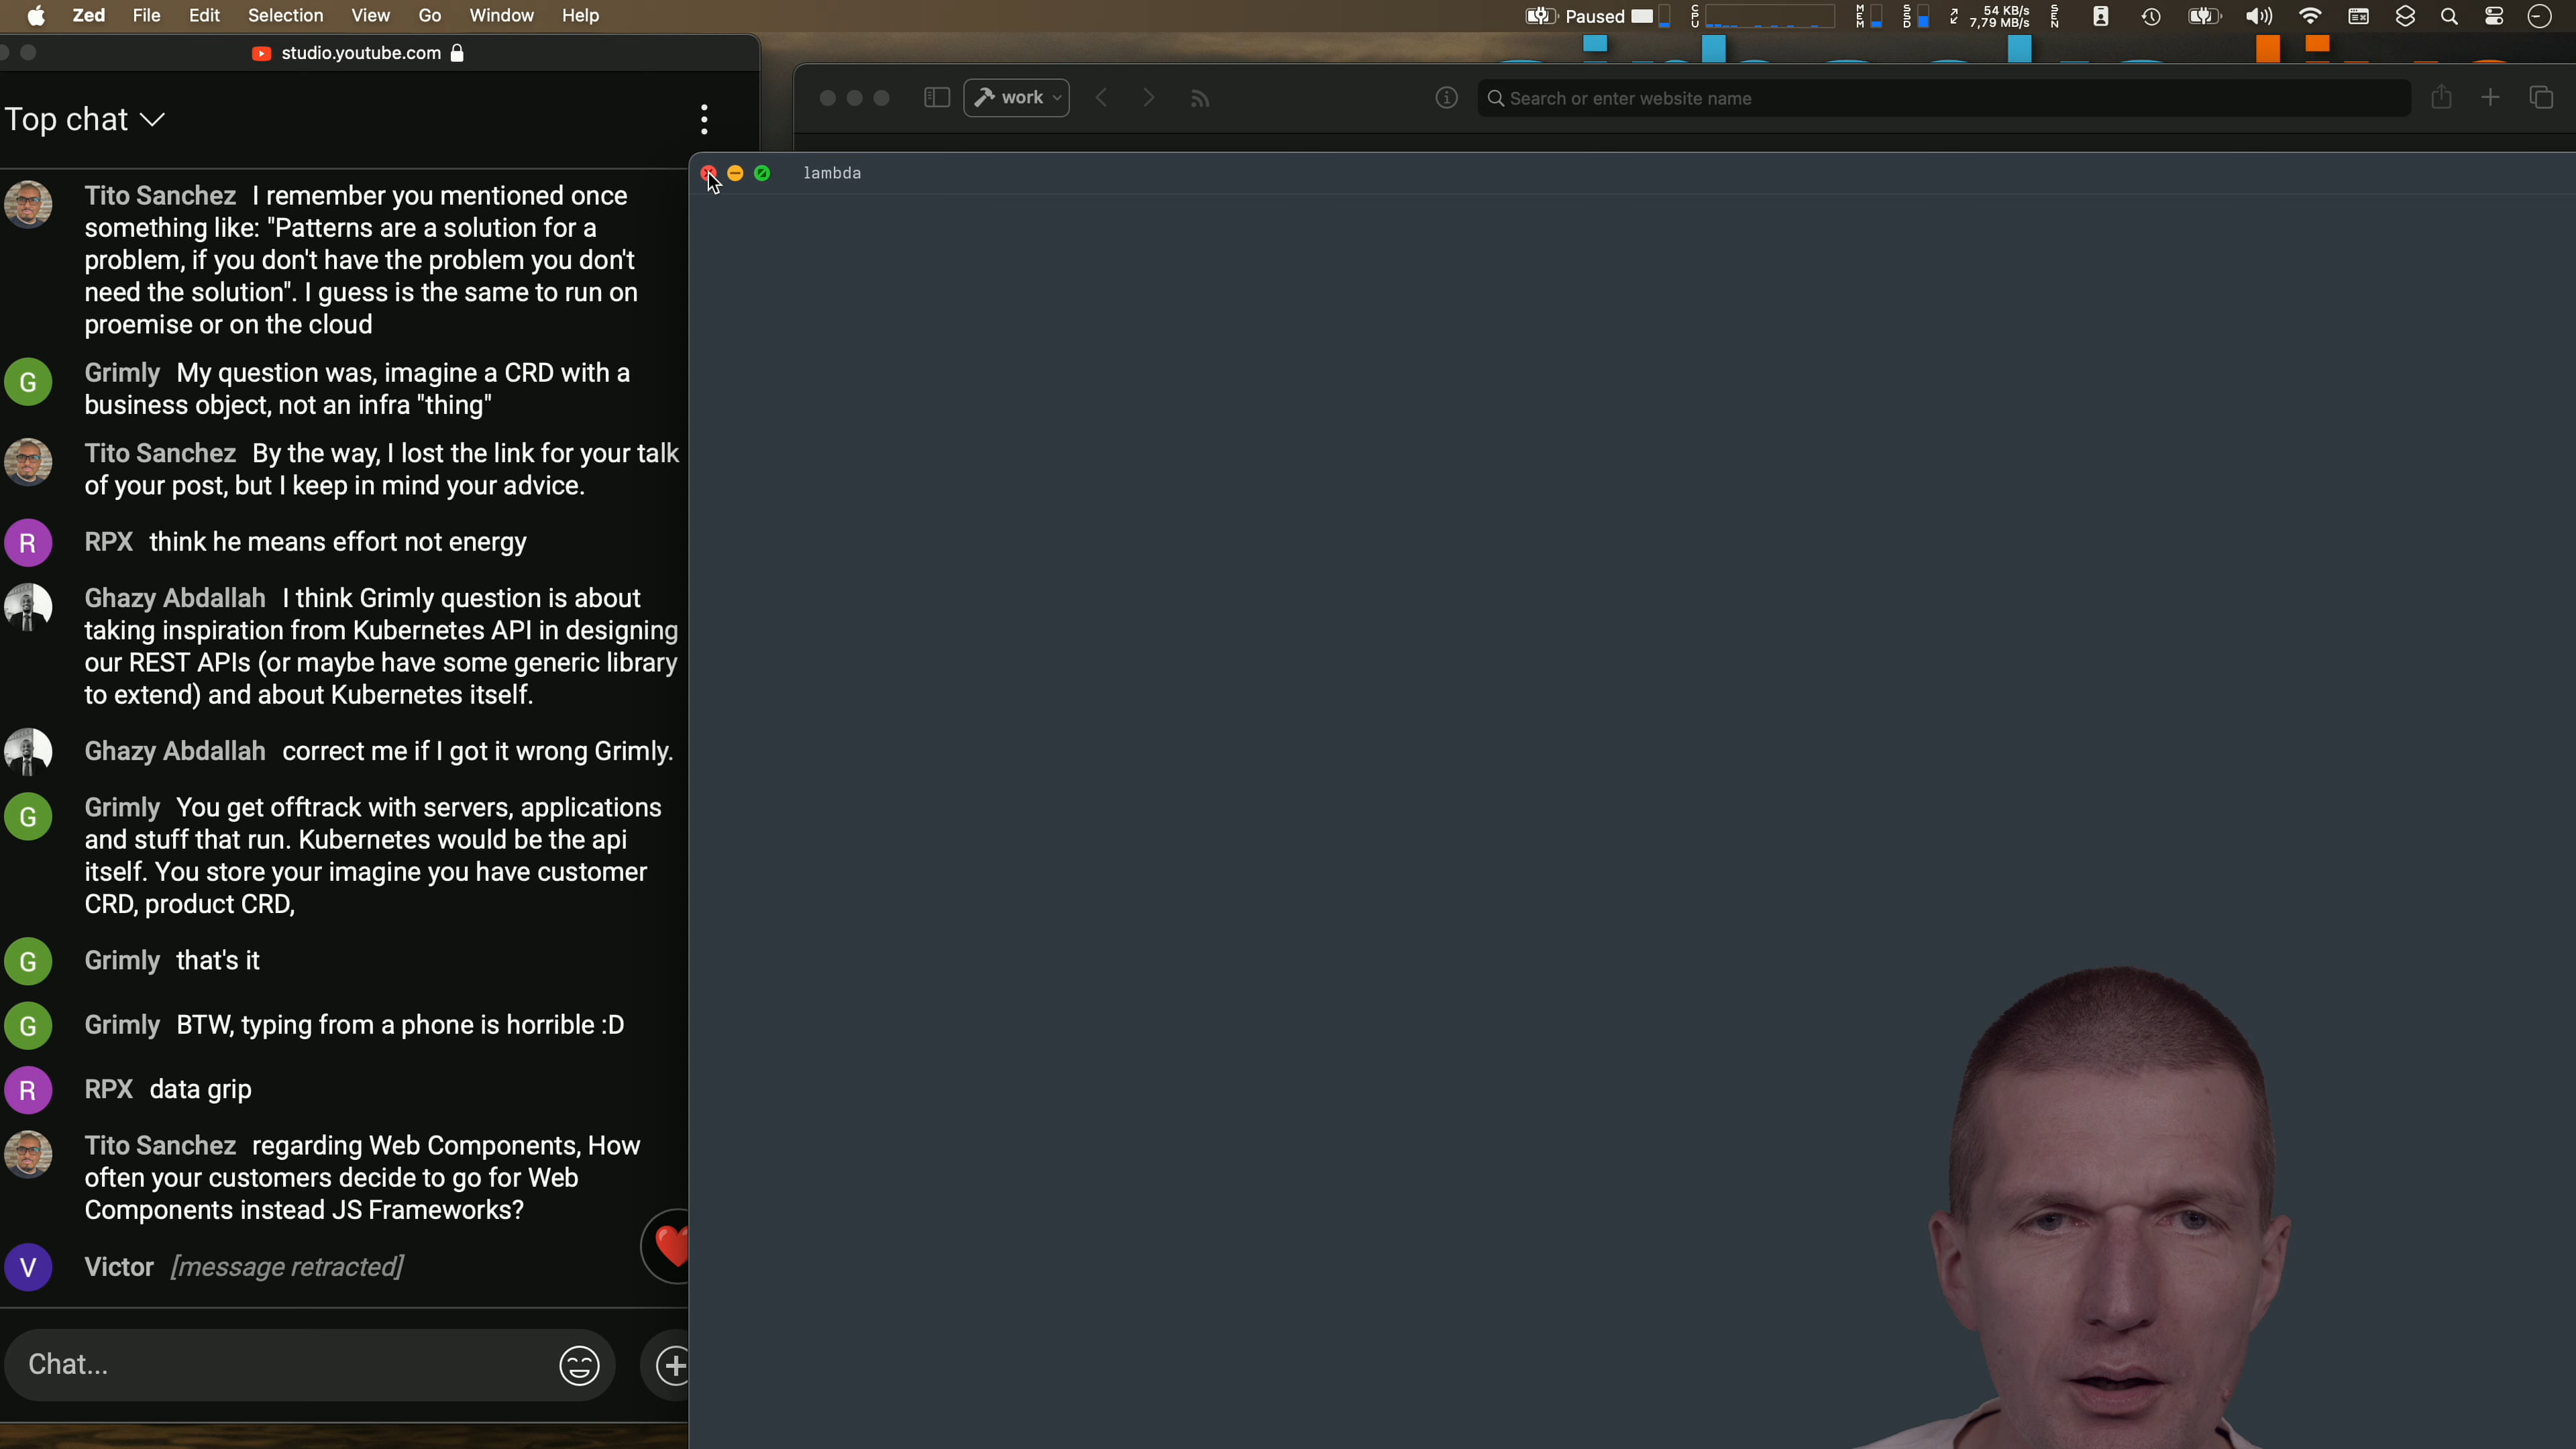 Zed File Edit Selection View Go Window Help
Paused CPU MEM SSD 54 KB/s SEN
7,79 MB/s
studio.youtube.com
work
Search or enter website name
Top chat
lambda
Tito Sanchez I remember you mentioned once
something like: "Patterns are a solution for a
problem, if you don't have the problem you don't
need the solution". I guess is the same to run on
proemise or on the cloud
G Grimly My question was, imagine a CRD with a
business object, not an infra "thing"
Tito Sanchez By the way, I lost the link for your talk
of your post, but I keep in mind your advice.
R RPX think he means effort not energy
Ghazy Abdallah I think Grimly question is about
taking inspiration from Kubernetes API in designing
our REST APIs (or maybe have some generic library
to extend) and about Kubernetes itself.
Ghazy Abdallah correct me if I got it wrong Grimly.
G Grimly You get offtrack with servers, applications
and stuff that run. Kubernetes would be the api
itself. You store your imagine you have customer
CRD, product CRD,
G Grimly that's it
G Grimly BTW, typing from a phone is horrible :D
R RPX data grip
Tito Sanchez regarding Web Components, How
often your customers decide to go for Web
Components instead JS Frameworks?
V Victor [message retracted]
Chat...